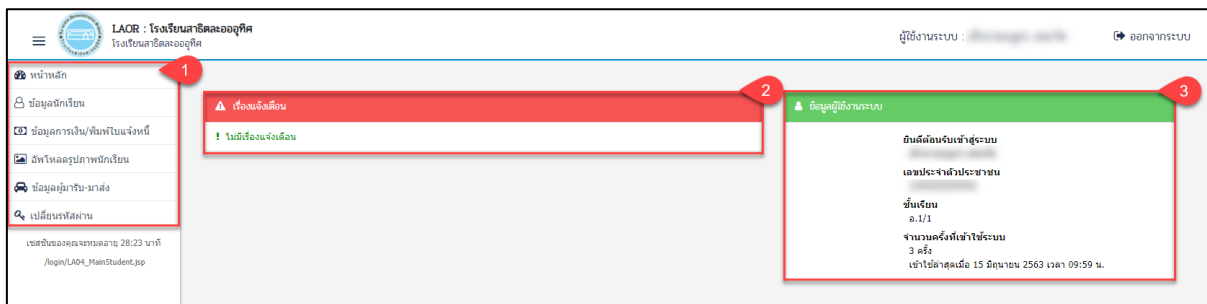 LAOR : โรงเรียนสาธิตละอออุทิศ
โรงเรียนสาธิตละอออุทิศ
ผู้ใช้งานระบบ :
ออกจากระบบ
หน้าหลัก
ข้อมูลนักเรียน
ข้อมูลการเงิน/พิมพ์ใบแจ้งหนี้
อัพโหลดรูปภาพนักเรียน
ข้อมูลผู้มารับ-มาส่ง
เปลี่ยนรหัสผ่าน
เซสชันของคุณจะหมดอายุ 28:23 นาที
/login/LA04_MainStudent.jsp
1
เรื่องแจ้งเตือน
2
ไม่มีเรื่องแจ้งเตือน
ข้อมูลผู้ใช้งานระบบ
3
ยินดีต้อนรับเข้าสู่ระบบ
เลขประจำตัวประชาชน
ชั้นเรียน
อ.1/1
จำนวนครั้งที่เข้าใช้ระบบ
3 ครั้ง
เข้าใช้ล่าสุดเมื่อ 15 มิถุนายน 2563 เวลา 09:59 น.